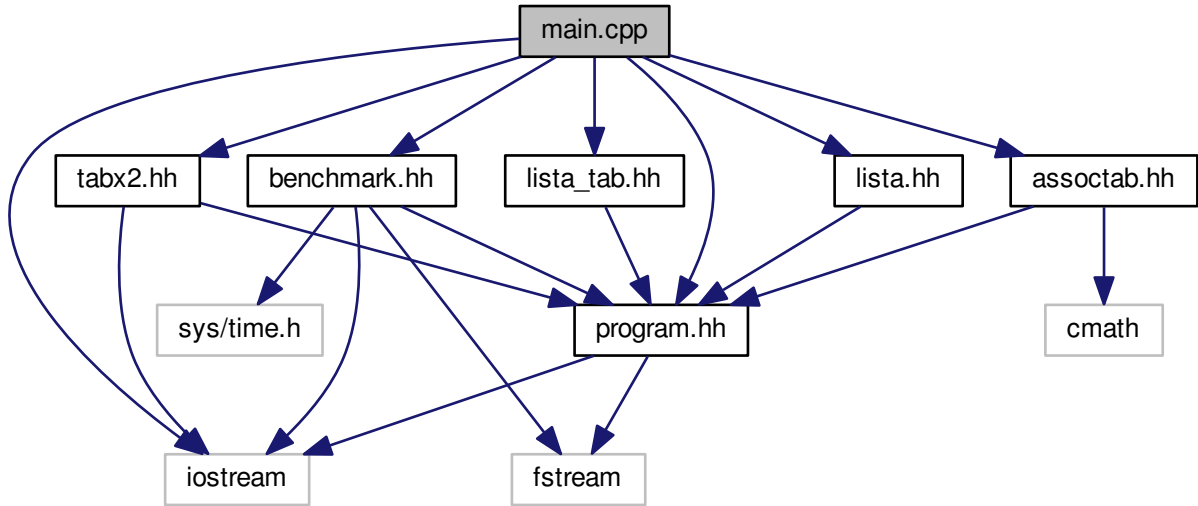 main.cpp
tabx2.hh
benchmark.hh
lista_tab.hh
lista.hh
assoctab.hh
sys/time.h
program.hh
cmath
iostream
fstream